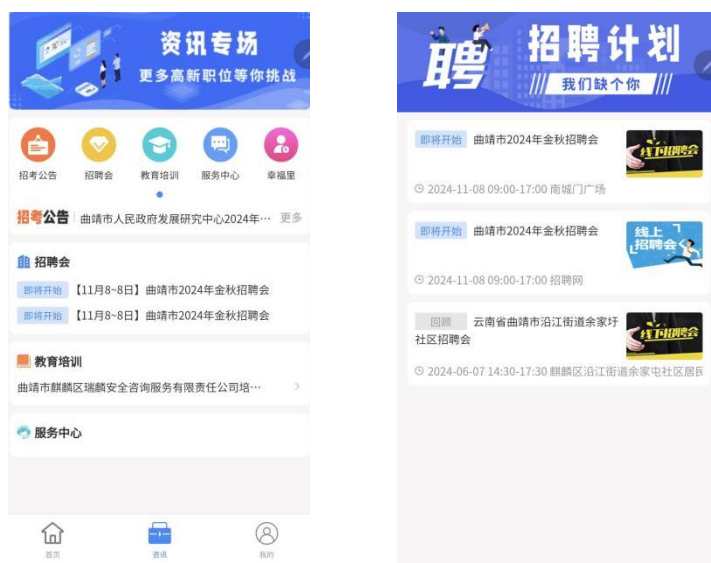 资讯专场
更多高新职位等你挑战
招考公告 招聘会 教育培训 服务中心 幸福里
招考公告 曲靖市人民政府发展研究中心2024年… 更多
招聘会
即将开始 【11月8~8日】曲靖市2024年金秋招聘会
即将开始 【11月8~8日】曲靖市2024年金秋招聘会
教育培训
曲靖市麒麟区瑞麟安全咨询服务有限责任公司培…
服务中心
首页 资讯 我的
聘
招聘计划
我们缺个你
即将开始 曲靖市2024年金秋招聘会
线下招聘会
2024-11-08 09:00-17:00 南城门广场
即将开始 曲靖市2024年金秋招聘会
线上
招聘会
2024-11-08 09:00-17:00 招聘网
回顾 云南省曲靖市沿江街道余家圩
社区招聘会
线下招聘会
2024-06-07 14:30-17:30 麒麟区沿江街道余家屯社区居民